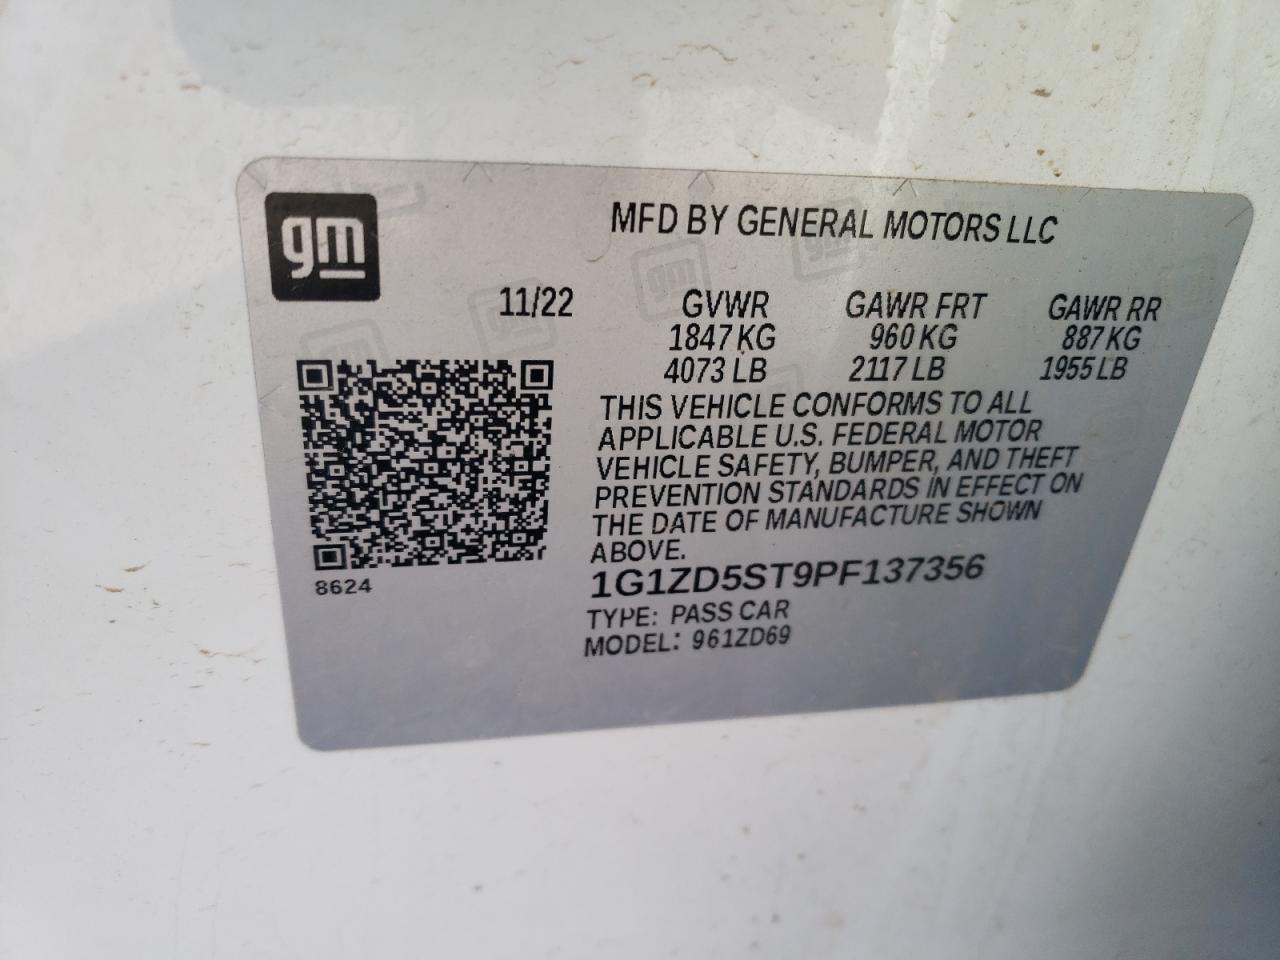 gm
MFD BY GENERAL MOTORS LLC
11/22 GVWR GAWR FRT GAWR RR
1847 KG 960 KG 887 KG
4073 LB 2117 LB 1955 LB
THIS VEHICLE CONFORMS TO ALL
APPLICABLE U.S. FEDERAL MOTOR
VEHICLE SAFETY, BUMPER, AND THEFT
PREVENTION STANDARDS IN EFFECT ON
THE DATE OF MANUFACTURE SHOWN
ABOVE.
8624
1G1ZD5ST9PF137356
TYPE: PASS CAR
MODEL: 961ZD69